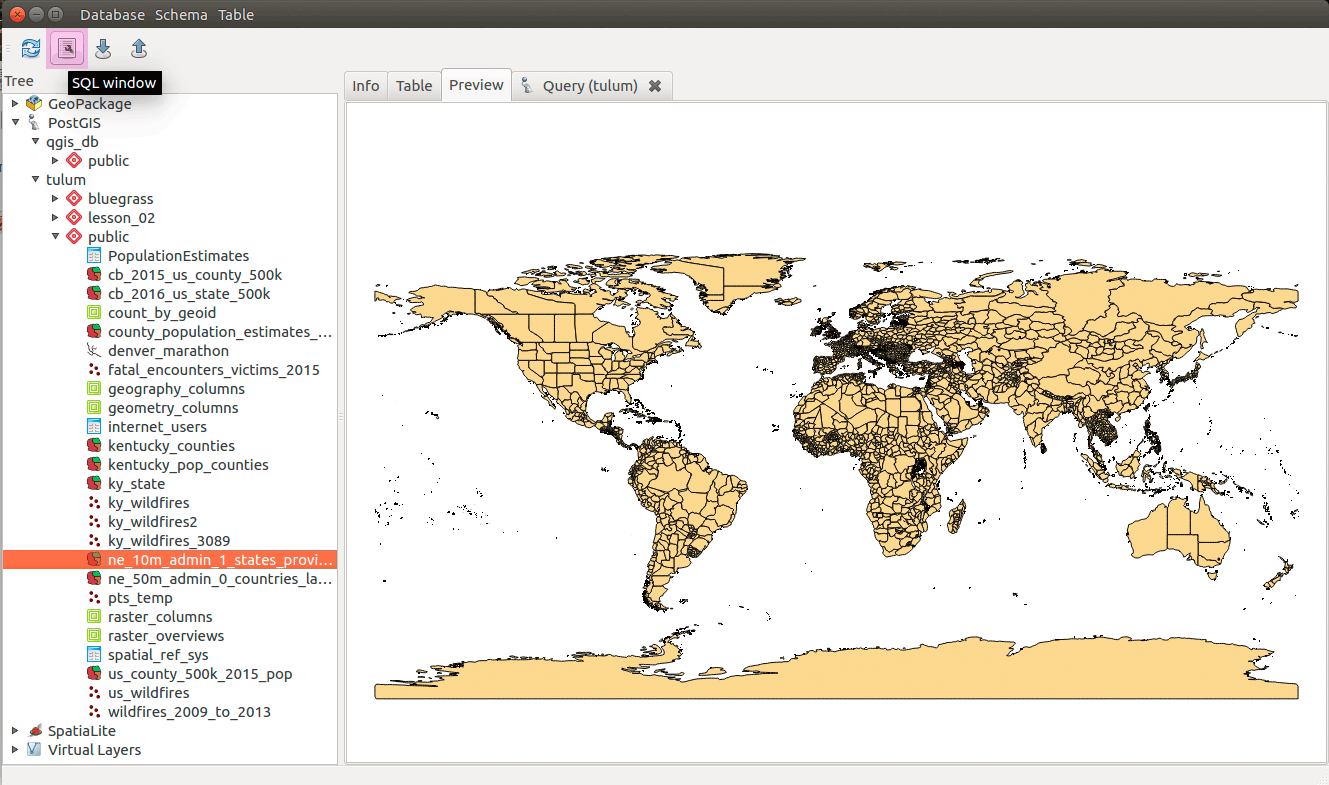 Database Schema Table
SQL window
Tree
Info Table Preview Query (tulum)
GeoPackage
PostGIS
qgis_db
public
tulum
bluegrass
lesson_02
public
PopulationEstimates
cb_2015_us_county_500k
cb_2016_us_state_500k
count_by_geoid
county_population_estimates_...
denver_marathon
fatal_encounters_victims_2015
geography_columns
geometry_columns
internet_users
kentucky_counties
kentucky_pop_counties
ky_state
ky_wildfires
ky_wildfires2
ky_wildfires_3089
ne_10m_admin_1_states_provi...
ne_50m_admin_0_countries_la...
pts_temp
raster_columns
raster_overviews
spatial_ref_sys
us_county_500k_2015_pop
us_wildfires
wildfires_2009_to_2013
SpatiaLite
Virtual Layers